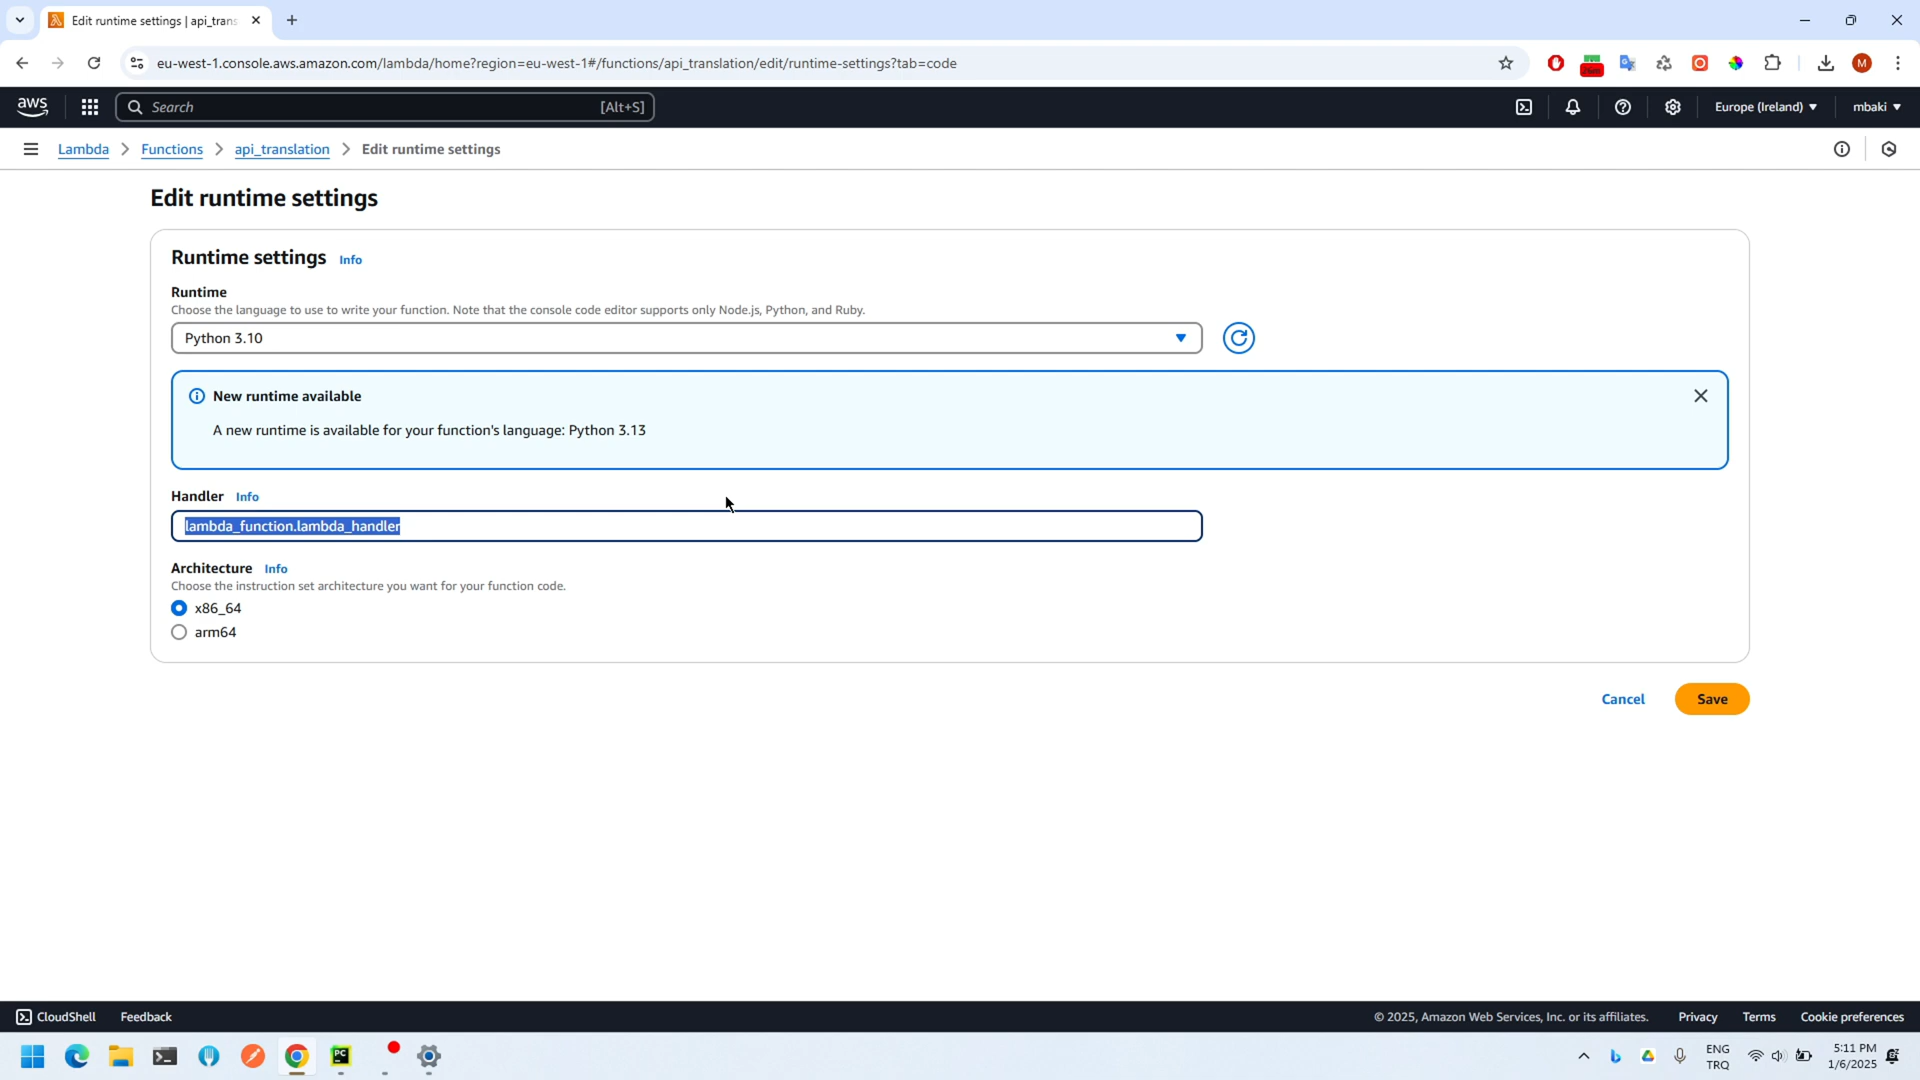 Edit runtime settings | api_trans
eu-west-1.console.aws.amazon.com/lambda/home?region=eu-west-1#/functions/api_translation/edit/runtime-settings?tab=code
M
aws
Search
[Alt+S]
Europe (Ireland)
mbaki
Lambda
Functions
api_translation
Edit runtime settings
Edit runtime settings
Runtime settings Info
Runtime
Choose the language to use to write your function. Note that the console code editor supports only Node.js, Python, and Ruby.
Python 3.10
New runtime available
A new runtime is available for your function's language: Python 3.13
Handler Info
lambda_function.lambda_handler
Architecture Info
Choose the instruction set architecture you want for your function code.
x86_64
arm64
Cancel
Save
CloudShell
Feedback
© 2025, Amazon Web Services, Inc. or its affiliates.
Privacy
Terms
Cookie preferences
PC
ENG
TRQ
5:11 PM
1/6/2025